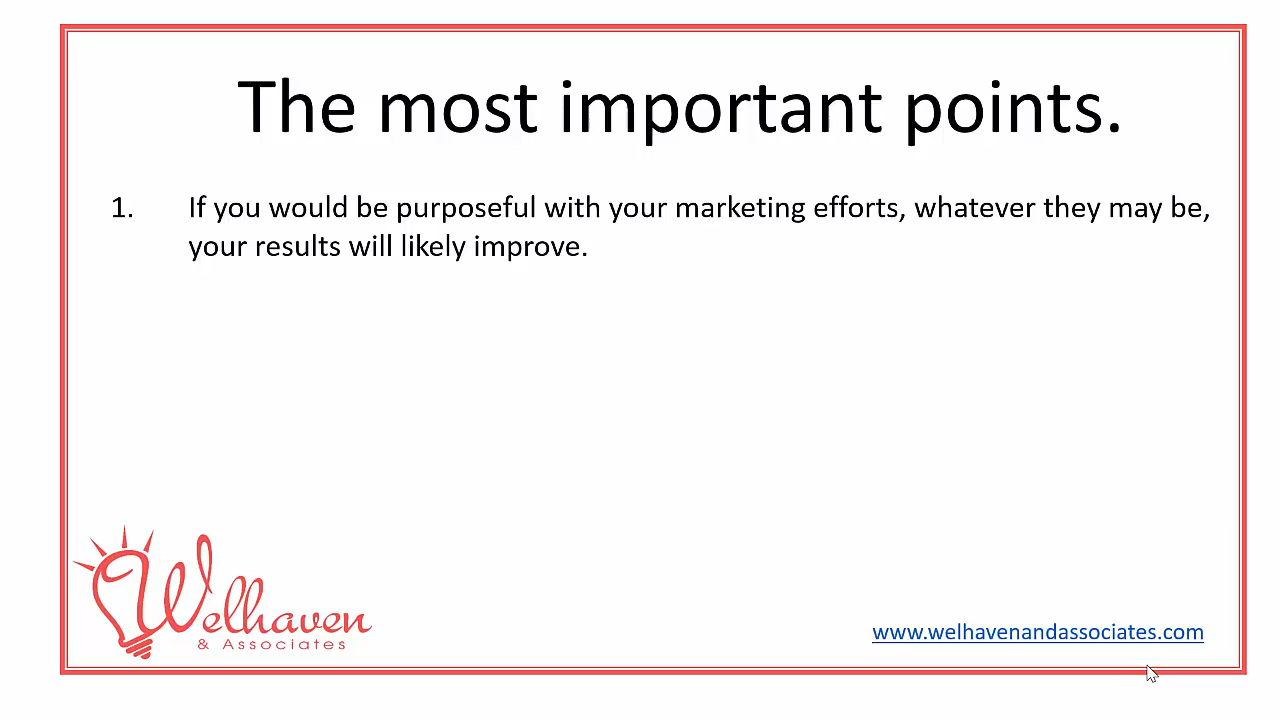 The most important points.
1. If you would be purposeful with your marketing efforts, whatever they may be,
your results will likely improve.
Welhaven
& Associates
www.welhavenandassociates.com